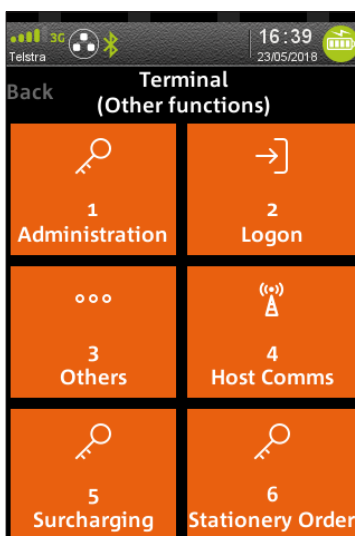 3G
16:39
Telstra
23/05/2018
Back
Terminal
(Other functions)
1
Administration
2
Logon
3
Others
4
Host Comms
5
Surcharging
6
Stationery Order